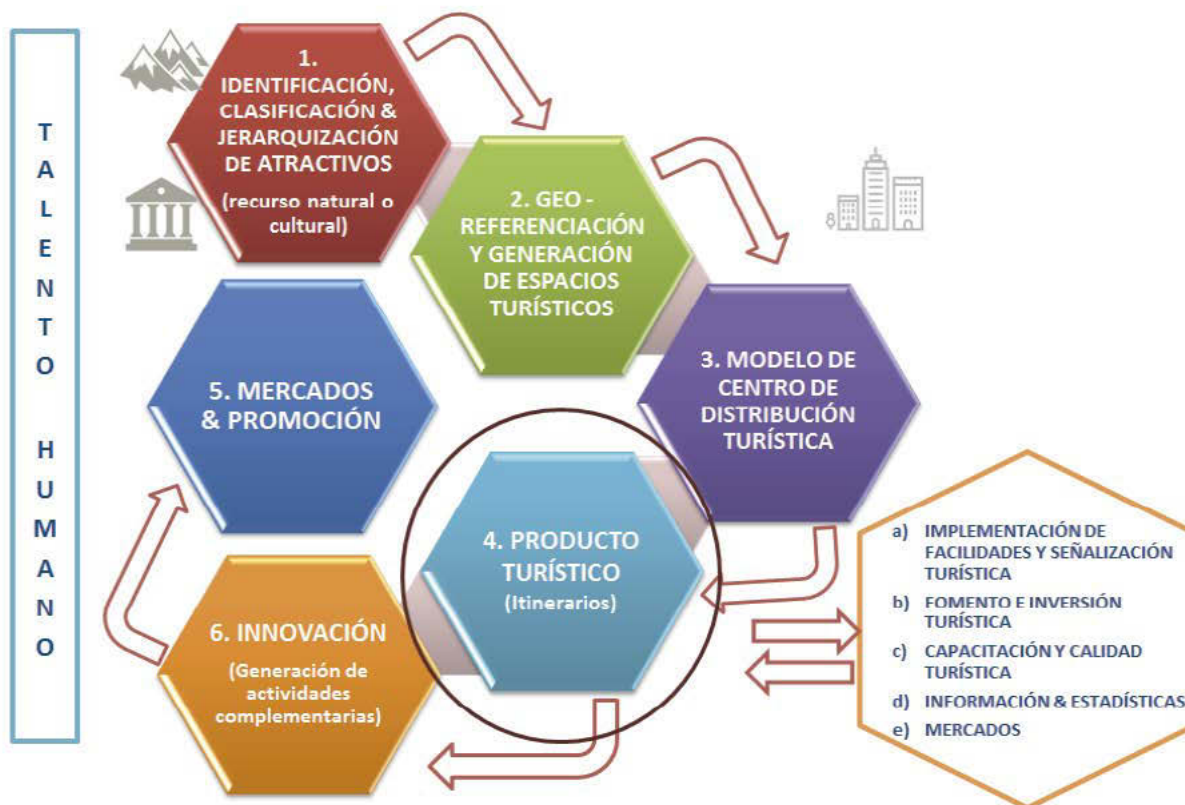 TALENTO HUMANO
1.
IDENTIFICACIÓN,
CLASIFICACIÓN &
JERARQUIZACIÓN
DE ATRACTIVOS
(recurso natural o
cultural)
2. GEO -
REFERENCIACIÓN
Y GENERACIÓN
DE ESPACIOS
TURÍSTICOS
3. MODELO DE
CENTRO DE
DISTRIBUCIÓN
TURÍSTICA
4. PRODUCTO
TURÍSTICO
(Itinerarios)
a) IMPLEMENTACIÓN DE
FACILIDADES Y SEÑALIZACIÓN
TURÍSTICA
b) FOMENTO E INVERSIÓN
TURÍSTICA
c) CAPACITACIÓN Y CALIDAD
TURÍSTICA
d) INFORMACIÓN & ESTADÍSTICAS
e) MERCADOS
5. MERCADOS
& PROMOCIÓN
6. INNOVACIÓN
(Generación de
actividades
complementarias)